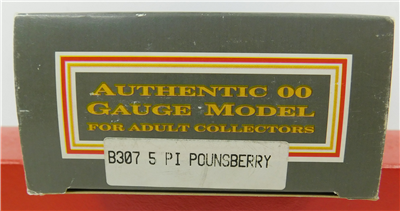 AUTHENTIC 00
GAUGE MODEL
FOR ADULT COLLECTORS
B307 5 PI POUNSBERRY